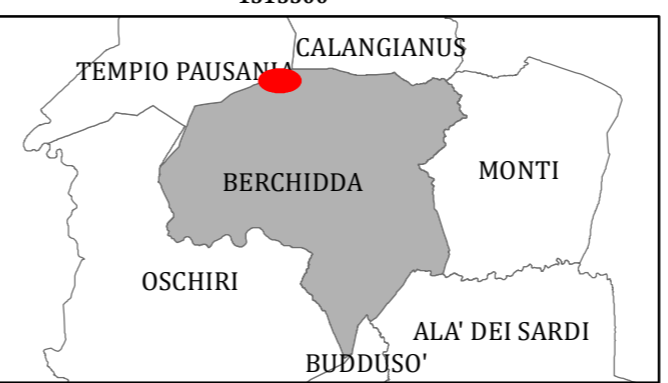 CALANGIANUS
TEMPIO PAUSANIA
MONTI
BERCHIDDA
OSCHIRI
ALA' DEI SARDI
BUDDUSO'